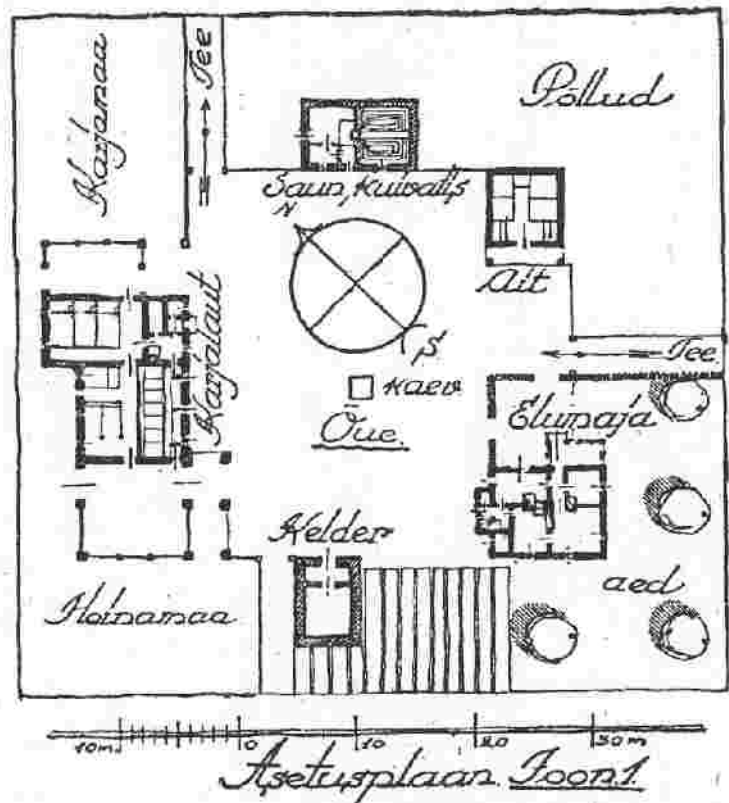 Tee
Karjamaa
Põllud
Saun, kuivatis
N
Ait
S
Karjalaut
Tee.
kaev
Õue.
Elumaja
Kelder
aed
Heinamaa
10m. 0 10 20 30m
Asetusplaan. Joon.1.